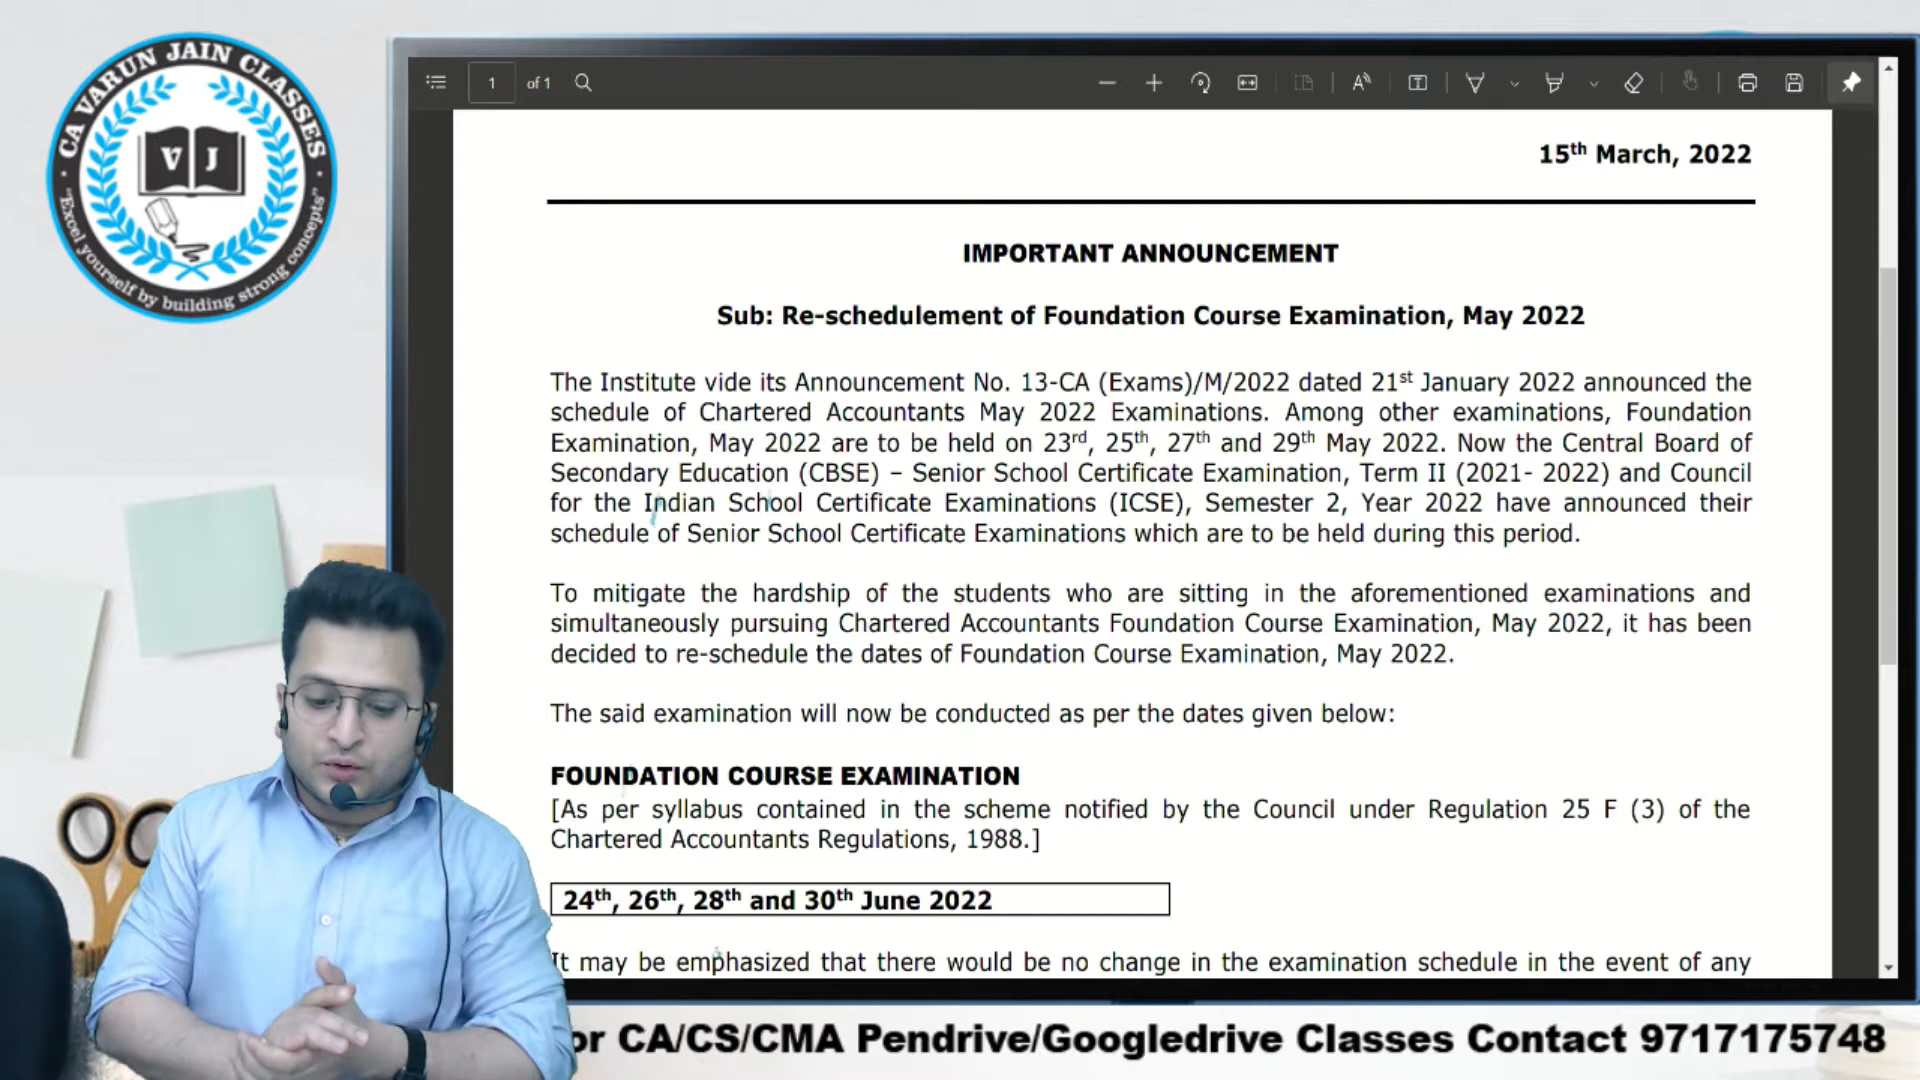 CA VARUN JAIN CLASSES
V J
"Excel yourself by building strong concepts"
1 of 1
15th March, 2022
IMPORTANT ANNOUNCEMENT
Sub: Re-schedulement of Foundation Course Examination, May 2022
The Institute vide its Announcement No. 13-CA (Exams)/M/2022 dated 21st January 2022 announced the
schedule of Chartered Accountants May 2022 Examinations. Among other examinations, Foundation
Examination, May 2022 are to be held on 23rd, 25th, 27th and 29th May 2022. Now the Central Board of
Secondary Education (CBSE) – Senior School Certificate Examination, Term II (2021- 2022) and Council
for the Indian School Certificate Examinations (ICSE), Semester 2, Year 2022 have announced their
schedule of Senior School Certificate Examinations which are to be held during this period.
To mitigate the hardship of the students who are sitting in the aforementioned examinations and
simultaneously pursuing Chartered Accountants Foundation Course Examination, May 2022, it has been
decided to re-schedule the dates of Foundation Course Examination, May 2022.
The said examination will now be conducted as per the dates given below:
FOUNDATION COURSE EXAMINATION
[As per syllabus contained in the scheme notified by the Council under Regulation 25 F (3) of the
Chartered Accountants Regulations, 1988.]
24th, 26th, 28th and 30th June 2022
It may be emphasized that there would be no change in the examination schedule in the event of any
or CA/CS/CMA Pendrive/Googledrive Classes Contact 9717175748